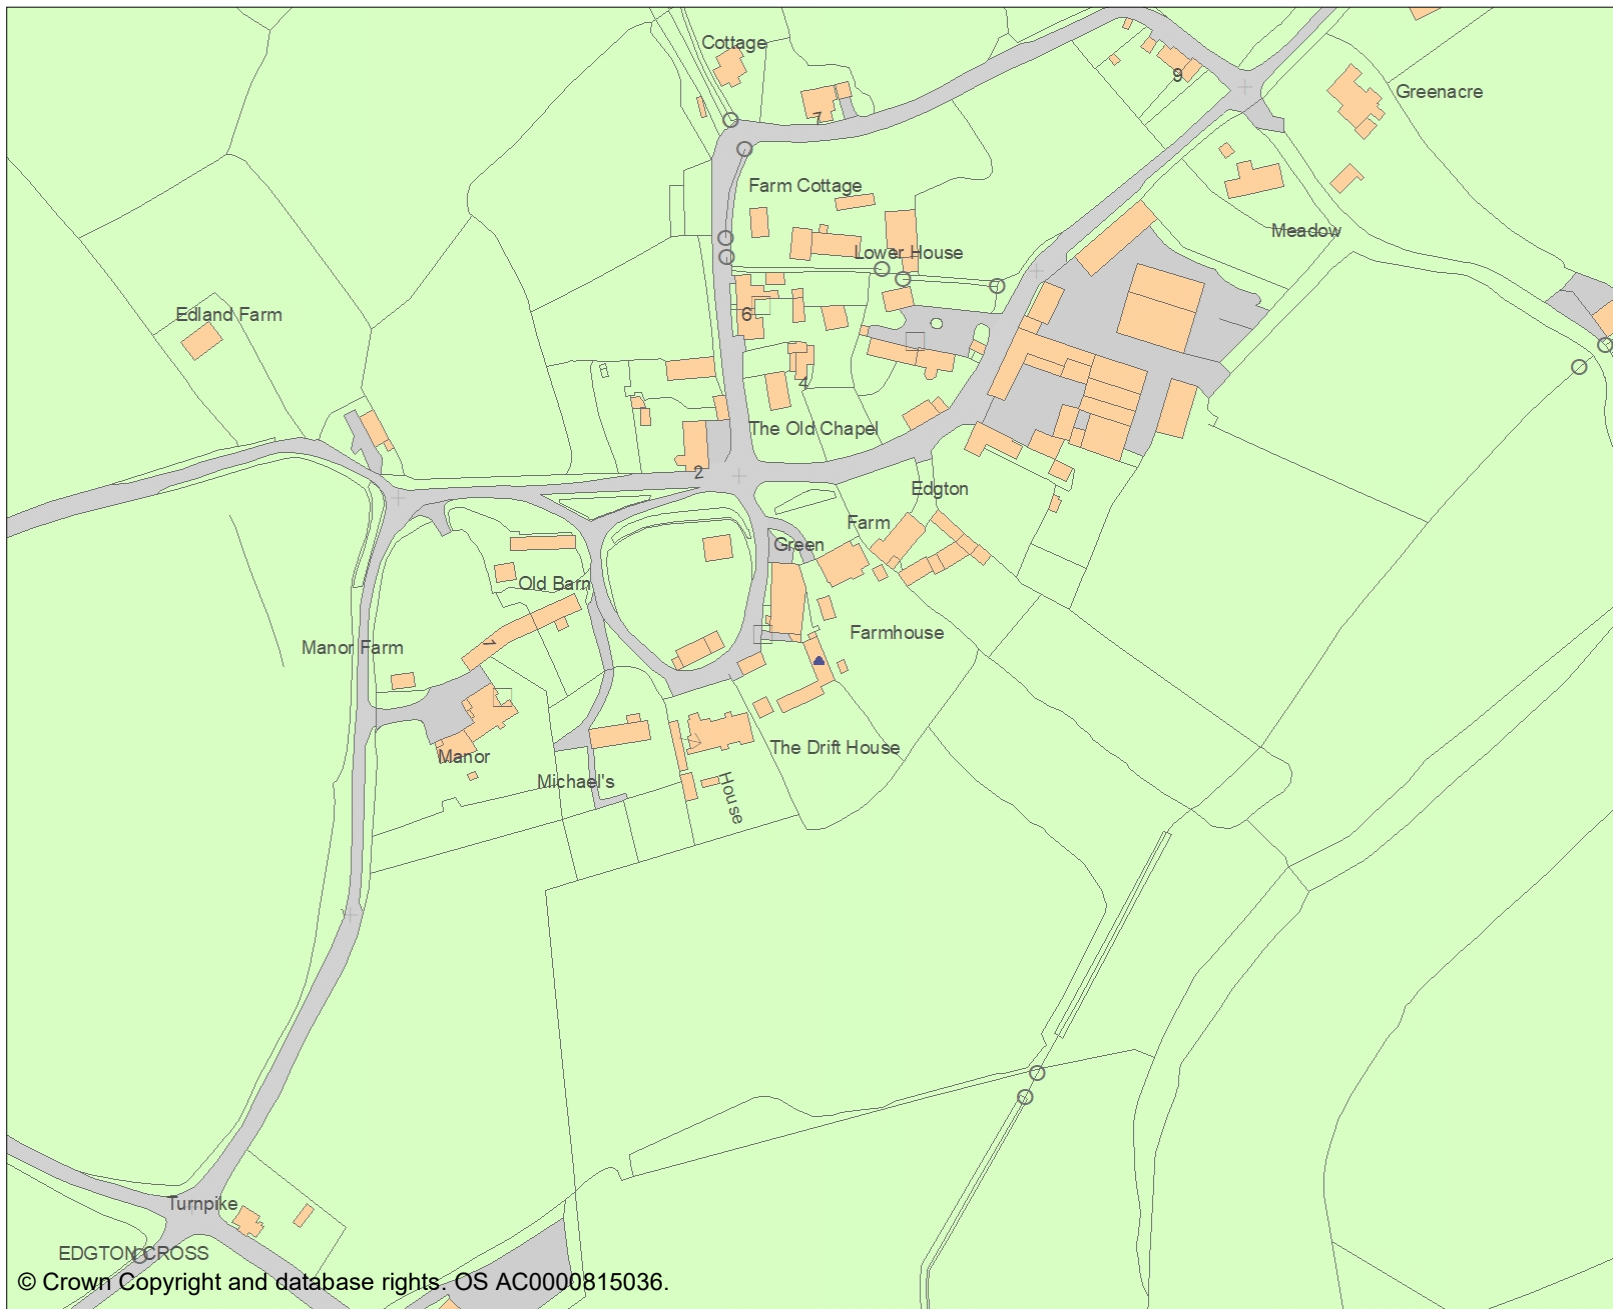 Cottage
9
Greenacre
7
Farm Cottage
Meadow
Lower House
Edland Farm
6
4
The Old Chapel
2
Edgton
Farm
Green
Old Barn
Farmhouse
1
Manor Farm
The Drift House
Manor
Michael's
House
Turnpike
EDGTON CROSS
© Crown Copyright and database rights. OS AC0000815036.